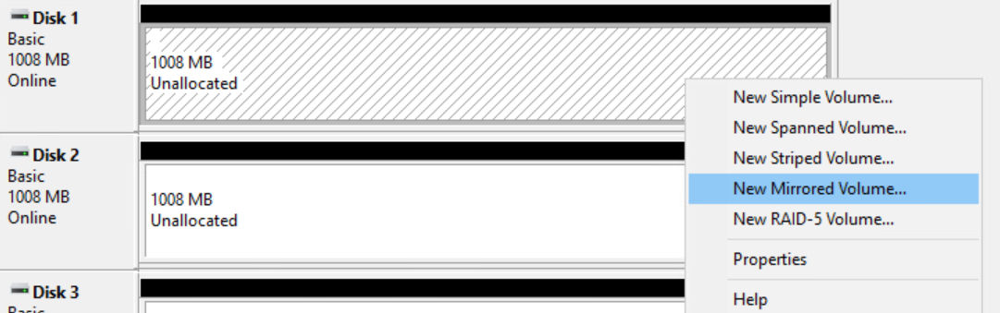 Disk 1
Basic
1008 MB
Online
1008 MB
Unallocated
New Simple Volume...
New Spanned Volume...
New Striped Volume...
New Mirrored Volume...
New RAID-5 Volume...
Properties
Help
Disk 2
Basic
1008 MB
Online
1008 MB
Unallocated
Disk 3
Basic